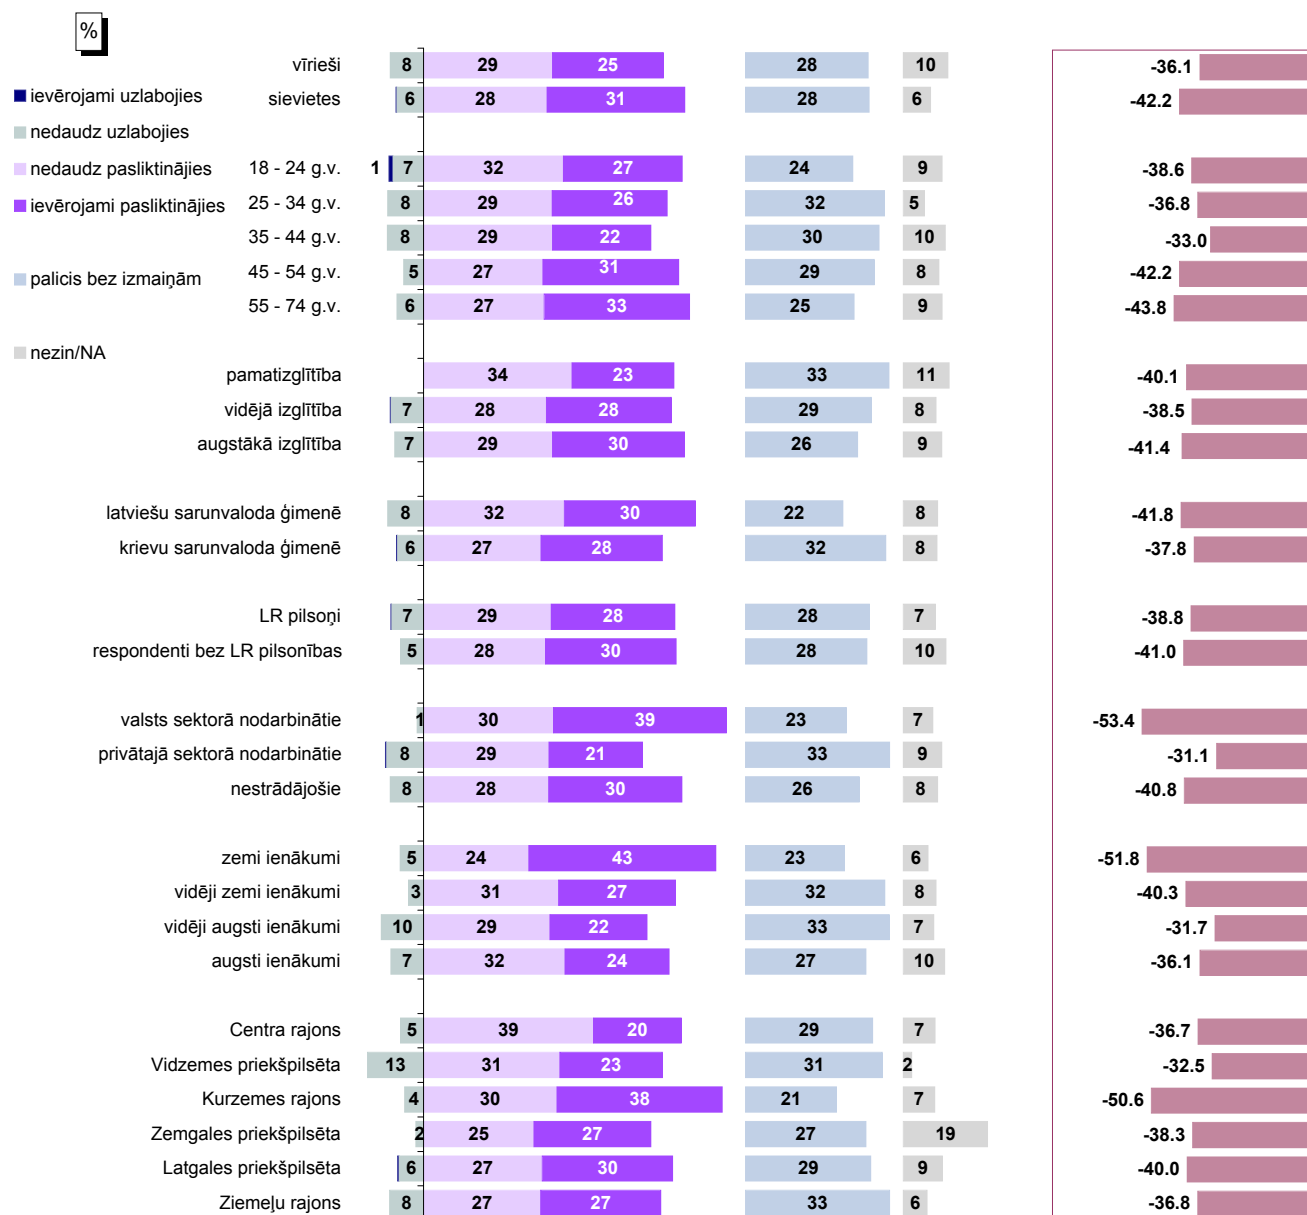 %
ievērojami uzlabojies
nedaudz uzlabojies
nedaudz pasliktinājies
ievērojami pasliktinājies
palicis bez izmaiņām
nezin/NA
vīrieši 8 29 25 28 10 -36.1
sievietes 6 28 31 28 6 -42.2
18 - 24 g.v. 1 7 32 27 24 9 -38.6
25 - 34 g.v. 8 29 26 32 5 -36.8
35 - 44 g.v. 8 29 22 30 10 -33.0
45 - 54 g.v. 5 27 31 29 8 -42.2
55 - 74 g.v. 6 27 33 25 9 -43.8
pamatizglītība 34 23 33 11 -40.1
vidējā izglītība 7 28 28 29 8 -38.5
augstākā izglītība 7 29 30 26 9 -41.4
latviešu sarunvaloda ģimenē 8 32 30 22 8 -41.8
krievu sarunvaloda ģimenē 6 27 28 32 8 -37.8
LR pilsoņi 7 29 28 28 7 -38.8
respondenti bez LR pilsonības 5 28 30 28 10 -41.0
valsts sektorā nodarbinātie 1 30 39 23 7 -53.4
privātajā sektorā nodarbinātie 8 29 21 33 9 -31.1
nestrādājošie 8 28 30 26 8 -40.8
zemi ienākumi 5 24 43 23 6 -51.8
vidēji zemi ienākumi 3 31 27 32 8 -40.3
vidēji augsti ienākumi 10 29 22 33 7 -31.7
augsti ienākumi 7 32 24 27 10 -36.1
Centra rajons 5 39 20 29 7 -36.7
Vidzemes priekšpilsēta 13 31 23 31 2 -32.5
Kurzemes rajons 4 30 38 21 7 -50.6
Zemgales priekšpilsēta 2 25 27 27 19 -38.3
Latgales priekšpilsēta 6 27 30 29 9 -40.0
Ziemeļu rajons 8 27 27 33 6 -36.8